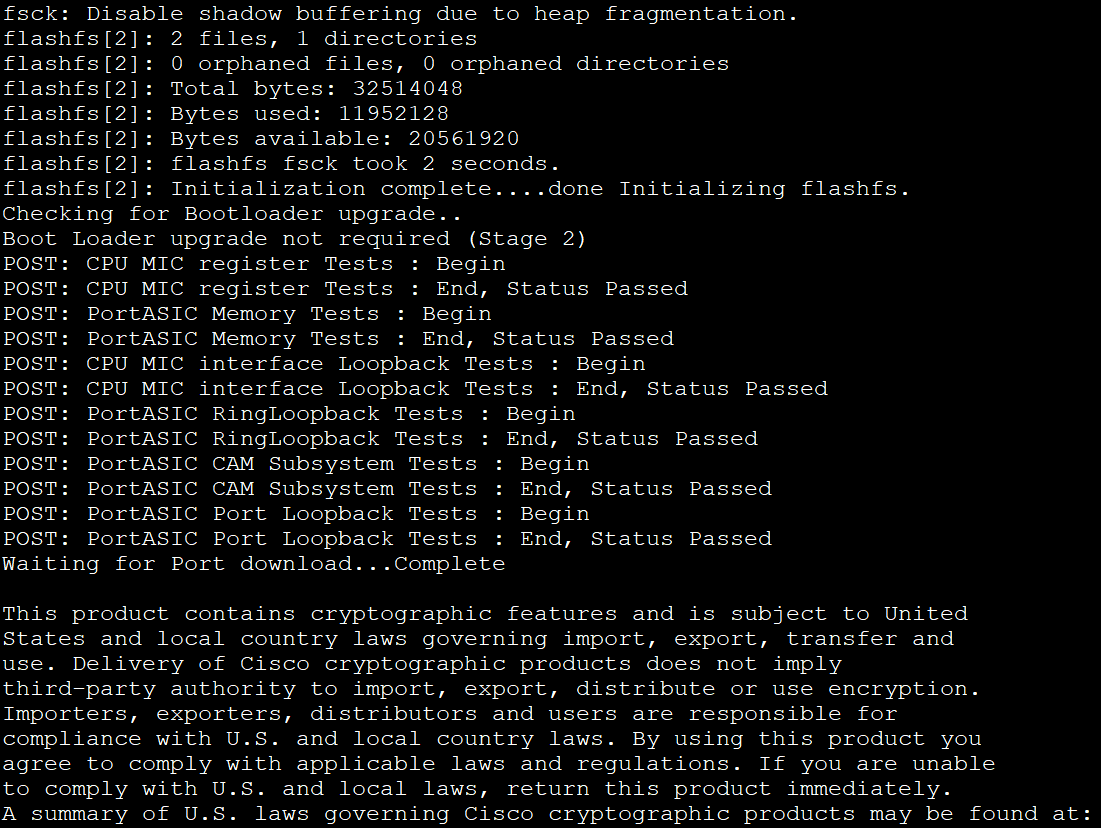 fsck: Disable shadow buffering due to heap fragmentation.
flashfs[2]: 2 files, 1 directories
flashfs[2]: 0 orphaned files, 0 orphaned directories
flashfs[2]: Total bytes: 32514048
flashfs[2]: Bytes used: 11952128
flashfs[2]: Bytes available: 20561920
flashfs[2]: flashfs fsck took 2 seconds.
flashfs[2]: Initialization complete....done Initializing flashfs.
Checking for Bootloader upgrade..
Boot Loader upgrade not required (Stage 2)
POST: CPU MIC register Tests : Begin
POST: CPU MIC register Tests : End, Status Passed
POST: PortASIC Memory Tests : Begin
POST: PortASIC Memory Tests : End, Status Passed
POST: CPU MIC interface Loopback Tests : Begin
POST: CPU MIC interface Loopback Tests : End, Status Passed
POST: PortASIC RingLoopback Tests : Begin
POST: PortASIC RingLoopback Tests : End, Status Passed
POST: PortASIC CAM Subsystem Tests : Begin
POST: PortASIC CAM Subsystem Tests : End, Status Passed
POST: PortASIC Port Loopback Tests : Begin
POST: PortASIC Port Loopback Tests : End, Status Passed
Waiting for Port download...Complete

This product contains cryptographic features and is subject to United
States and local country laws governing import, export, transfer and
use. Delivery of Cisco cryptographic products does not imply
third-party authority to import, export, distribute or use encryption.
Importers, exporters, distributors and users are responsible for
compliance with U.S. and local country laws. By using this product you
agree to comply with applicable laws and regulations. If you are unable
to comply with U.S. and local laws, return this product immediately.
A summary of U.S. laws governing Cisco cryptographic products may be found at: